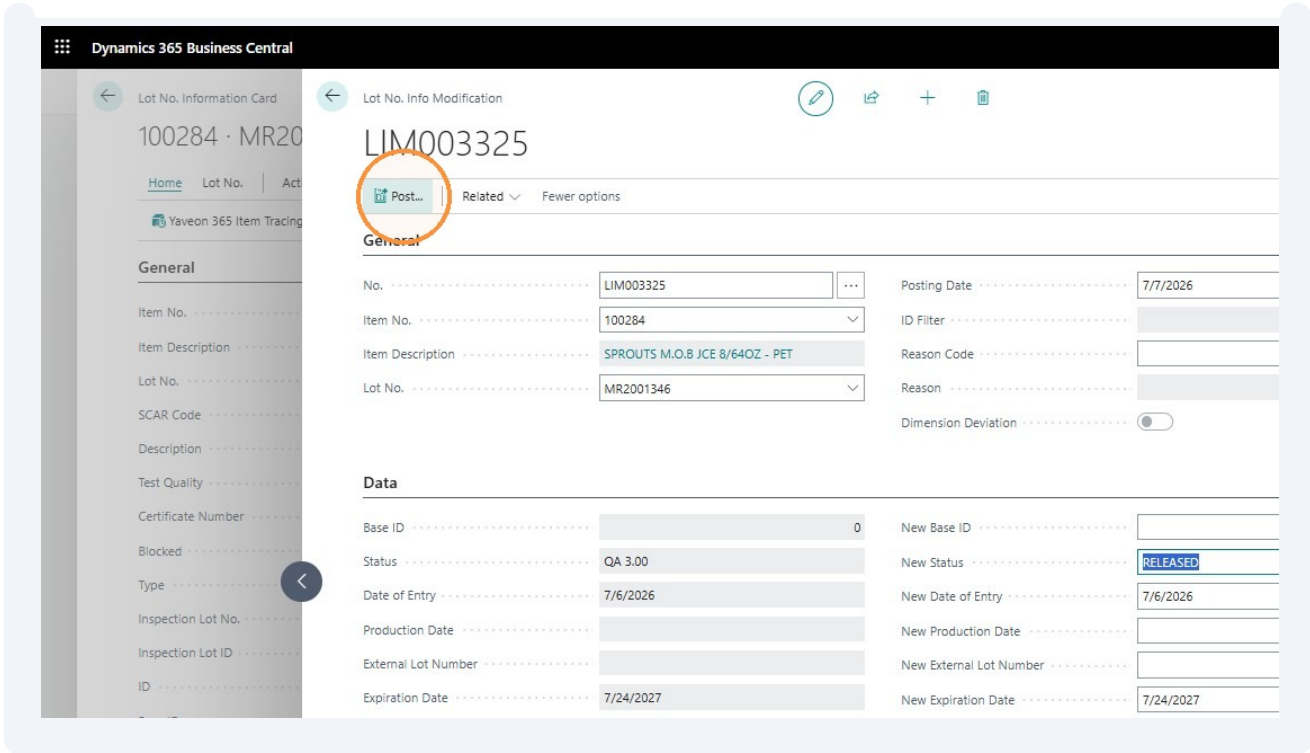 Dynamics 365 Business Central
Lot No. Information Card
100284 · MR20
Home Lot No. Act
Yaveon 365 Item Tracing
General
Item No.
Item Description
Lot No.
SCAR Code
Description
Test Quality
Certificate Number
Blocked
Type
Inspection Lot No.
Inspection Lot ID
ID
Lot No. Info Modification
LIM003325
Post... Related Fewer options
General
No. LIM003325 ... Posting Date 7/7/2026
Item No. 100284 ID Filter
Item Description SPROUTS M.O.B JCE 8/64OZ - PET Reason Code
Lot No. MR2001346 Reason
Dimension Deviation
Data
Base ID 0 New Base ID
Status QA 3.00 New Status RELEASED
Date of Entry 7/6/2026 New Date of Entry 7/6/2026
Production Date New Production Date
External Lot Number New External Lot Number
Expiration Date 7/24/2027 New Expiration Date 7/24/2027